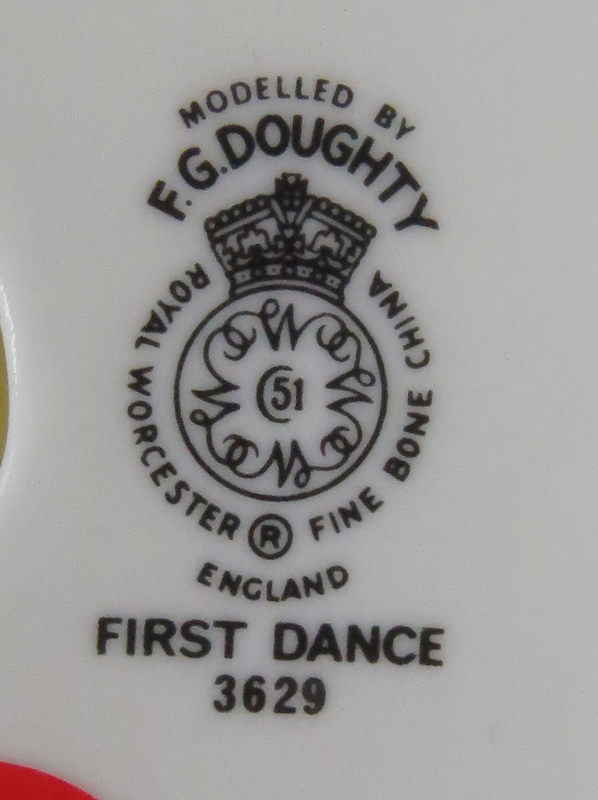 MODELLED BY
F.G.DOUGHTY
ROYAL WORCESTER ® FINE BONE CHINA
51
ENGLAND
FIRST DANCE
3629